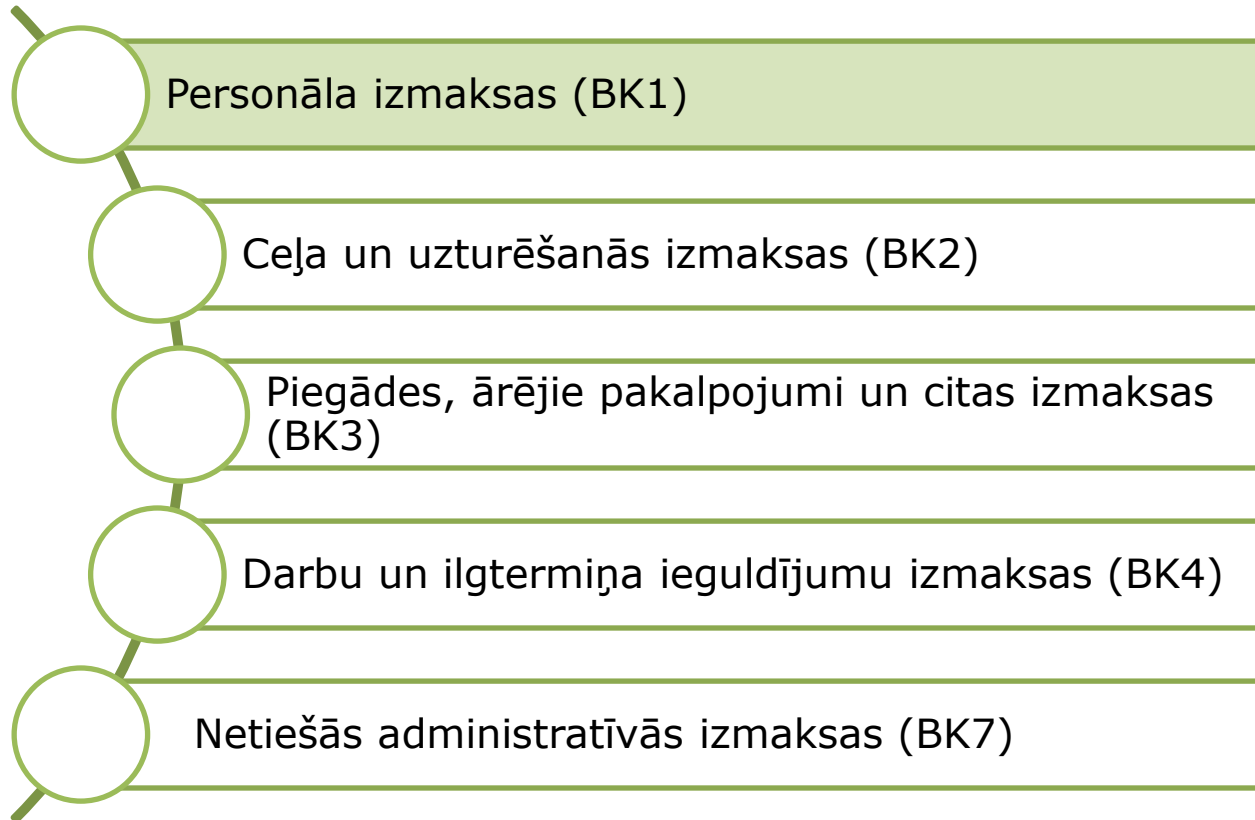 Personāla izmaksas (BK1)
Ceļa un uzturēšanās izmaksas (BK2)
Piegādes, ārējie pakalpojumi un citas izmaksas
(BK3)
Darbu un ilgtermiņa ieguldījumu izmaksas (BK4)
Netiešās administratīvās izmaksas (BK7)